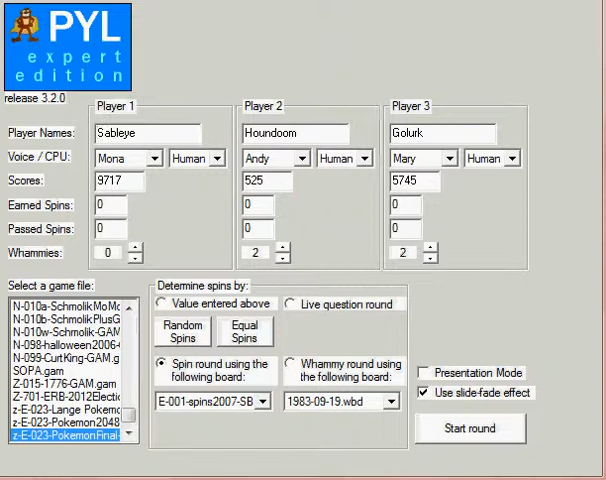 PYL
expert
edition
release 3.2.0
Player 1
Player 2
Player 3
Player Names:
Sableye
Houndoom
Golurk
Voice / CPU:
Mona
Human
Andy
Human
Mary
Human
Scores:
9717
525
5745
Earned Spins:
0
0
0
Passed Spins:
0
0
0
Whammies:
0
2
2
Select a game file:
N-010a-SchmolikMoMo
N-010b-SchmolikPlusG
N-010w-Schmolik-GAM
N-098-halloween2006-
N-099-CurtKing-GAM.g
SOPA.gam
Z-015-1776-GAM.gam
Z-701-ERB-2012Electio
z-E-023-Lange Pokemo
z-E-023-Pokemon2048
z-E-023-PokemonFinal-
Determine spins by:
Value entered above
Live question round
Random
Spins
Equal
Spins
Spin round using the
following board:
Whammy round using
the following board:
E-001-spins2007-SB
1983-09-19.wbd
Presentation Mode
Use slide-fade effect
Start round